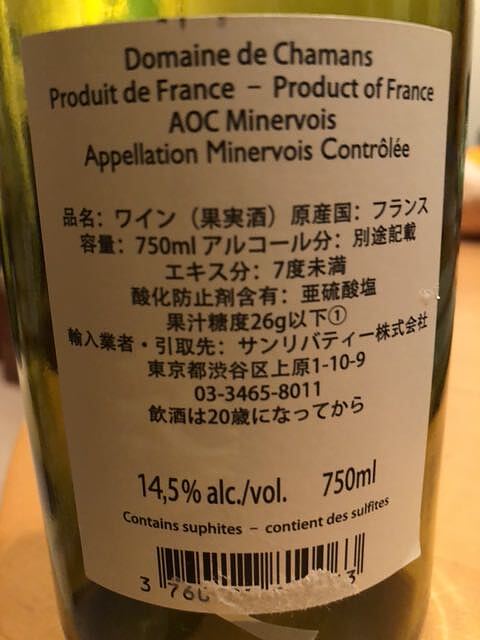 Domaine de Chamans
Produit de France – Product of France
AOC Minervois
Appellation Minervois Contrôlée
品名：ワイン（果実酒）原産国：フランス
容量：750ml アルコール分：別途記載
エキス分：7度未満
酸化防止剤含有：亜硫酸塩
果汁糖度26g以下①
輸入業者・引取先：サンリバティー株式会社
東京都渋谷区上原1-10-9
03-3465-8011
飲酒は20歳になってから
14,5% alc./vol. 750ml
Contains suphites – contient des sulfites
3 760